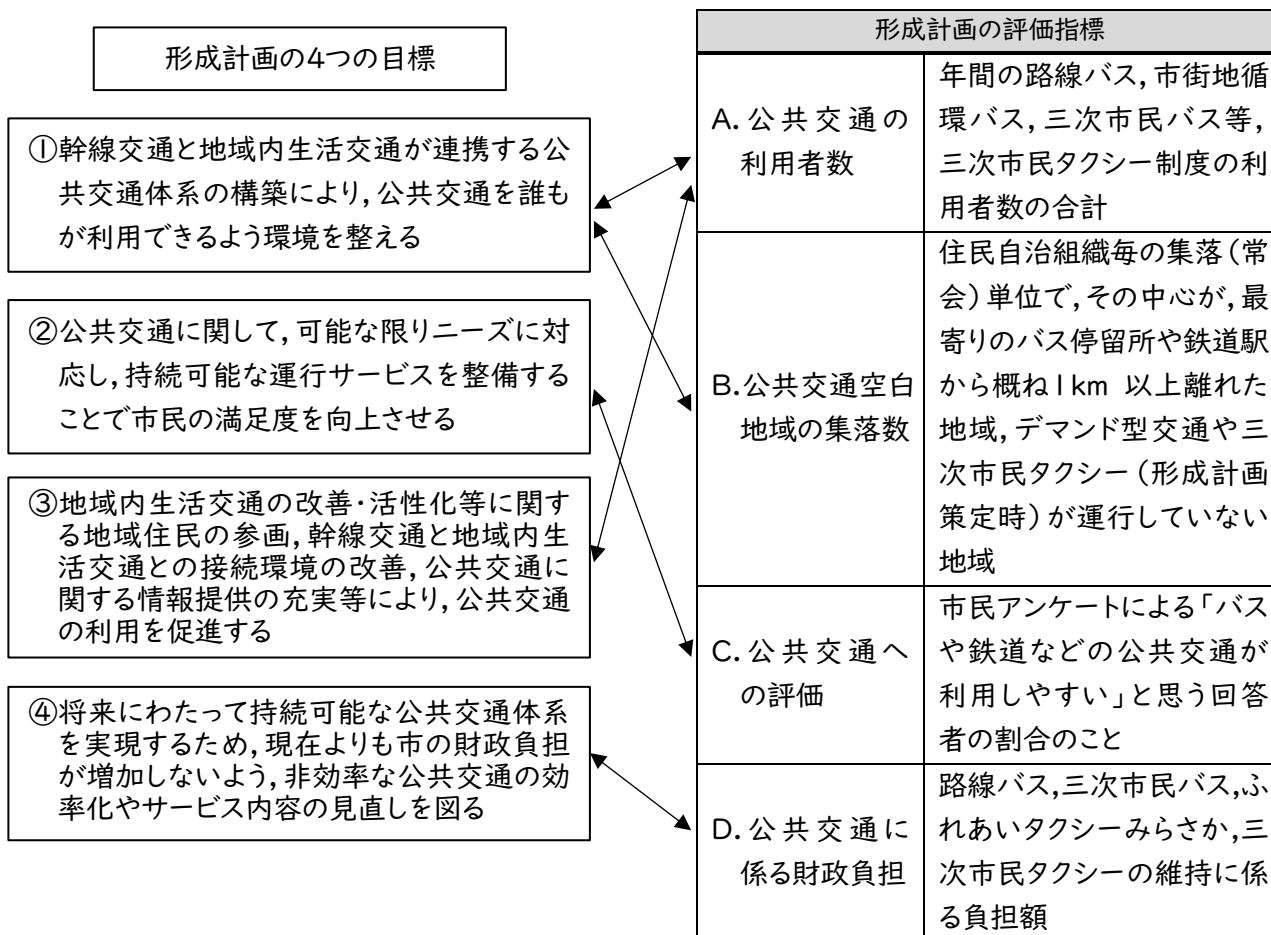 形成計画の4つの目標
①幹線交通と地域内生活交通が連携する公
共交通体系の構築により,公共交通を誰も
が利用できるよう環境を整える
②公共交通に関して,可能な限りニーズに対
応し,持続可能な運行サービスを整備する
ことで市民の満足度を向上させる
③地域内生活交通の改善・活性化等に関す
る地域住民の参画,幹線交通と地域内生
活交通との接続環境の改善,公共交通に
関する情報提供の充実等により,公共交通
の利用を促進する
④将来にわたって持続可能な公共交通体系
を実現するため,現在よりも市の財政負担
が増加しないよう,非効率な公共交通の効
率化やサービス内容の見直しを図る
形成計画の評価指標
A.公共交通の
利用者数
年間の路線バス,市街地循
環バス,三次市民バス等,
三次市民タクシー制度の利
用者数の合計
B.公共交通空白
地域の集落数
住民自治組織毎の集落(常
会)単位で,その中心が,最
寄りのバス停留所や鉄道駅
から概ね1km 以上離れた
地域,デマンド型交通や三
次市民タクシー(形成計画
策定時)が運行していない
地域
C.公共交通へ
の評価
市民アンケートによる「バス
や鉄道などの公共交通が
利用しやすい」と思う回答
者の割合のこと
D.公共交通に
係る財政負担
路線バス,三次市民バス,ふ
れあいタクシーみらさか,三
次市民タクシーの維持に係
る負担額